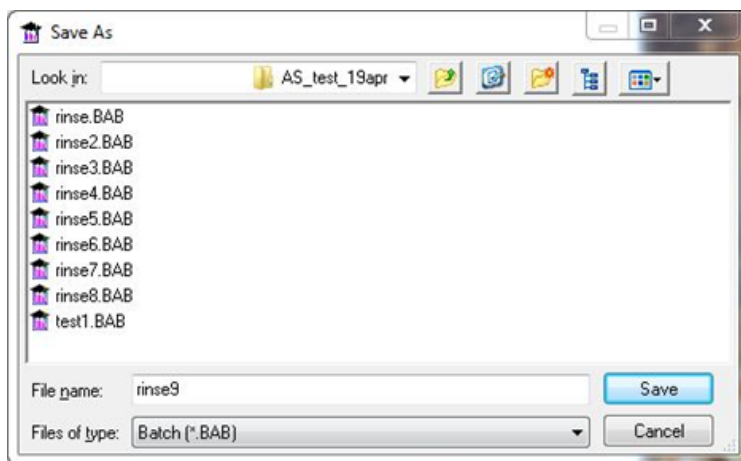 Save As
Look in: AS_test_19apr
rinse.BAB
rinse2.BAB
rinse3.BAB
rinse4.BAB
rinse5.BAB
rinse6.BAB
rinse7.BAB
rinse8.BAB
test1.BAB
File name: rinse9 Save
Files of type: Batch (*.BAB) Cancel